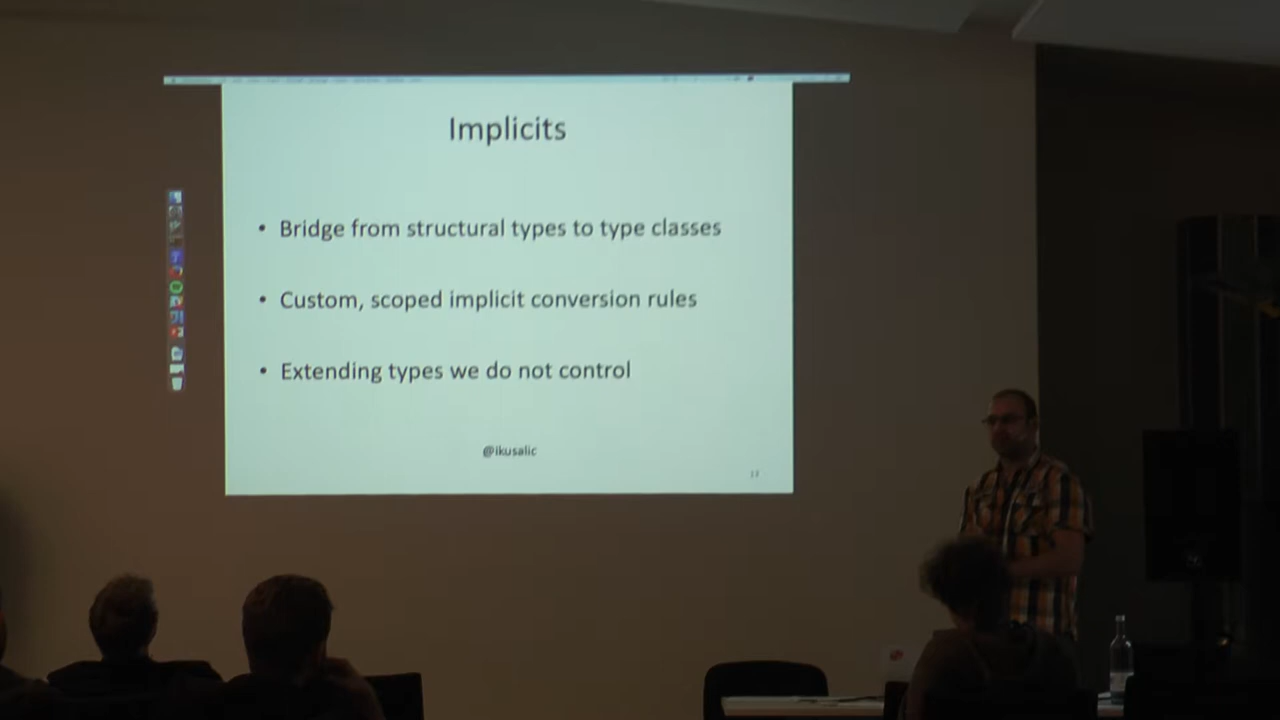 Implicits
• Bridge from structural types to type classes
• Custom, scoped implicit conversion rules
• Extending types we do not control
@ikusalic